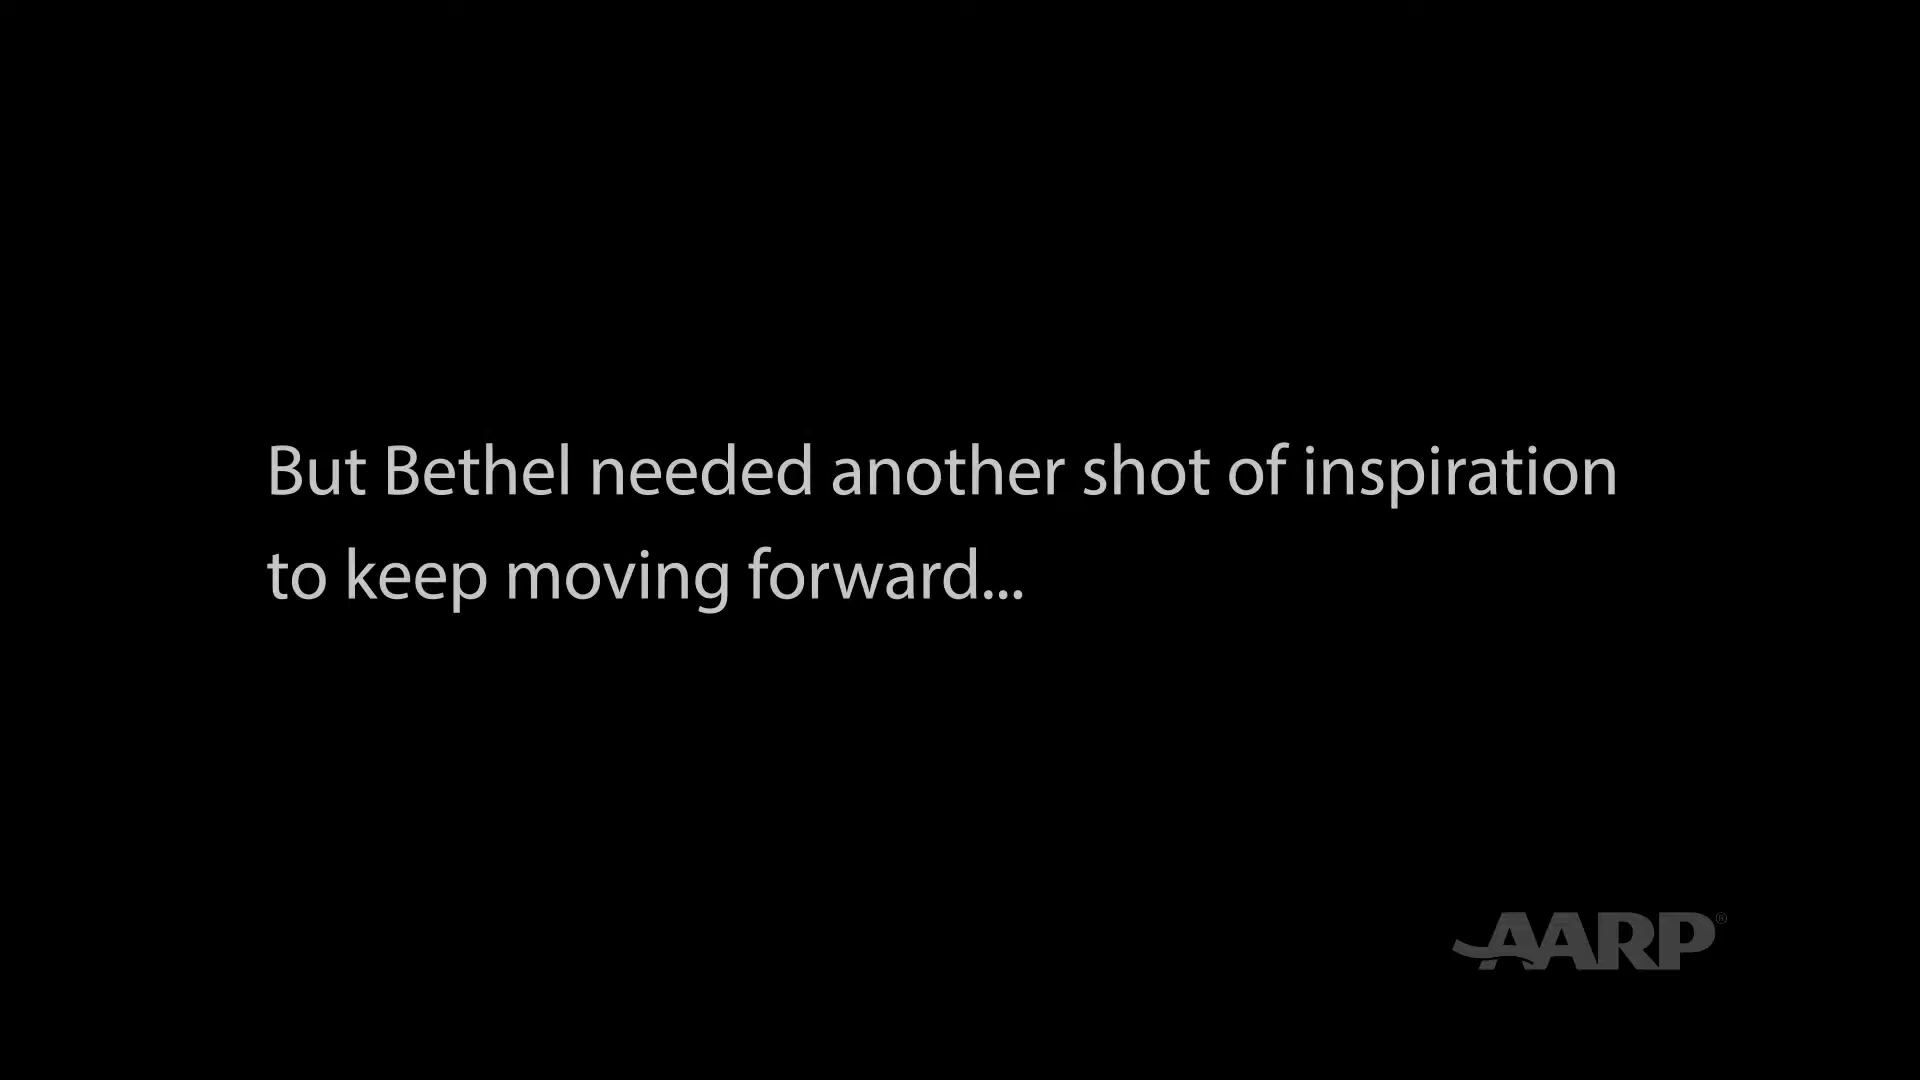 But Bethel needed another shot of inspiration
to keep moving forward...
AARP®